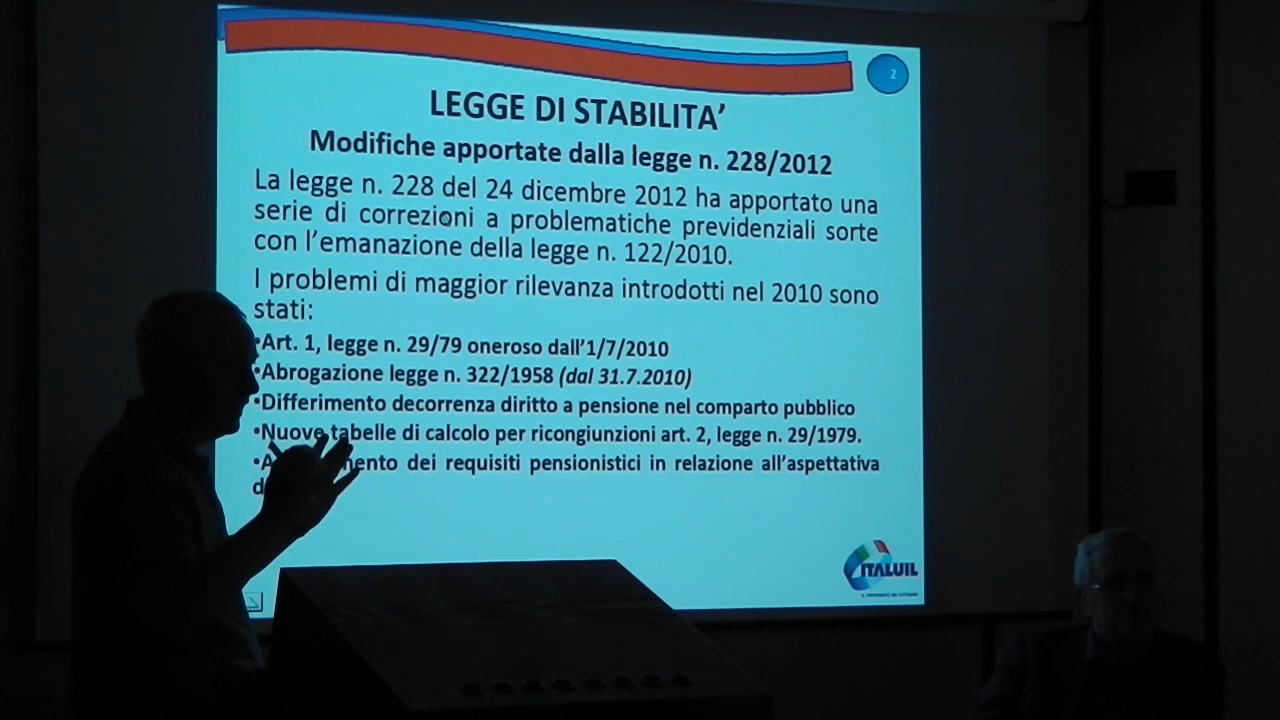 2
LEGGE DI STABILITA’
Modifiche apportate dalla legge n. 228/2012
La legge n. 228 del 24 dicembre 2012 ha apportato una
serie di correzioni a problematiche previdenziali sorte
con l’emanazione della legge n. 122/2010.
I problemi di maggior rilevanza introdotti nel 2010 sono
stati:
•Art. 1, legge n. 29/79 oneroso dall’1/7/2010
•Abrogazione legge n. 322/1958 (dal 31.7.2010)
•Differimento decorrenza diritto a pensione nel comparto pubblico
•Nuove tabelle di calcolo per ricongiunzioni art. 2, legge n. 29/1979.
dei requisiti pensionistici in relazione all’aspettativa
ITALUIL